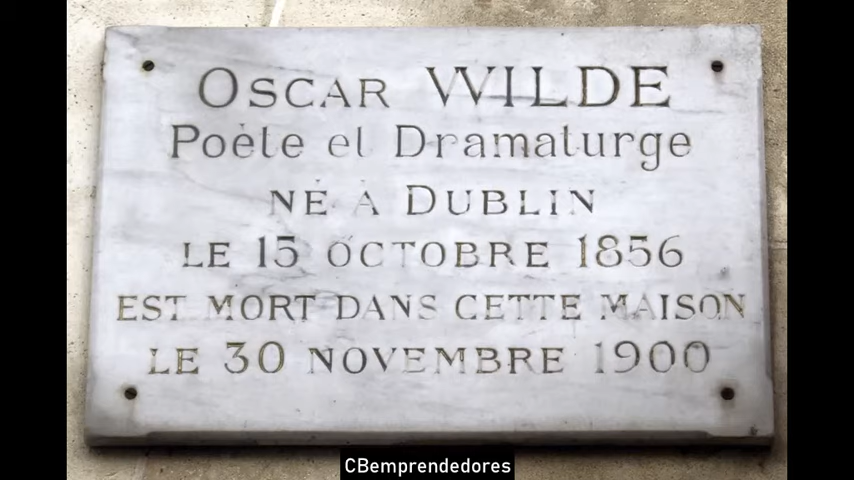 OSCAR WILDE
Poète et Dramaturge
NÉ À DUBLIN
LE 15 OCTOBRE 1856
EST MORT DANS CETTE MAISON
LE 30 NOVEMBRE 1900
CBemprendedores